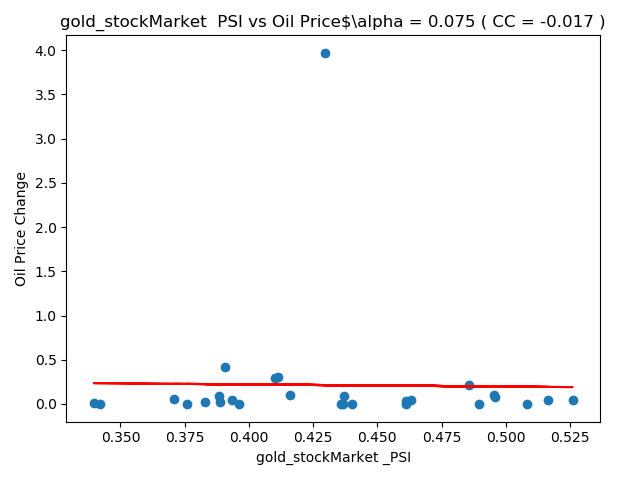 gold_stockMarket  PSI vs Oil Price$\alpha = 0.075 ( CC = -0.017 )
4.0
3.5
3.0
2.5
2.0
1.5
1.0
0.5
0.0
Oil Price Change
0.350 0.375 0.400 0.425 0.450 0.475 0.500 0.525
gold_stockMarket _PSI